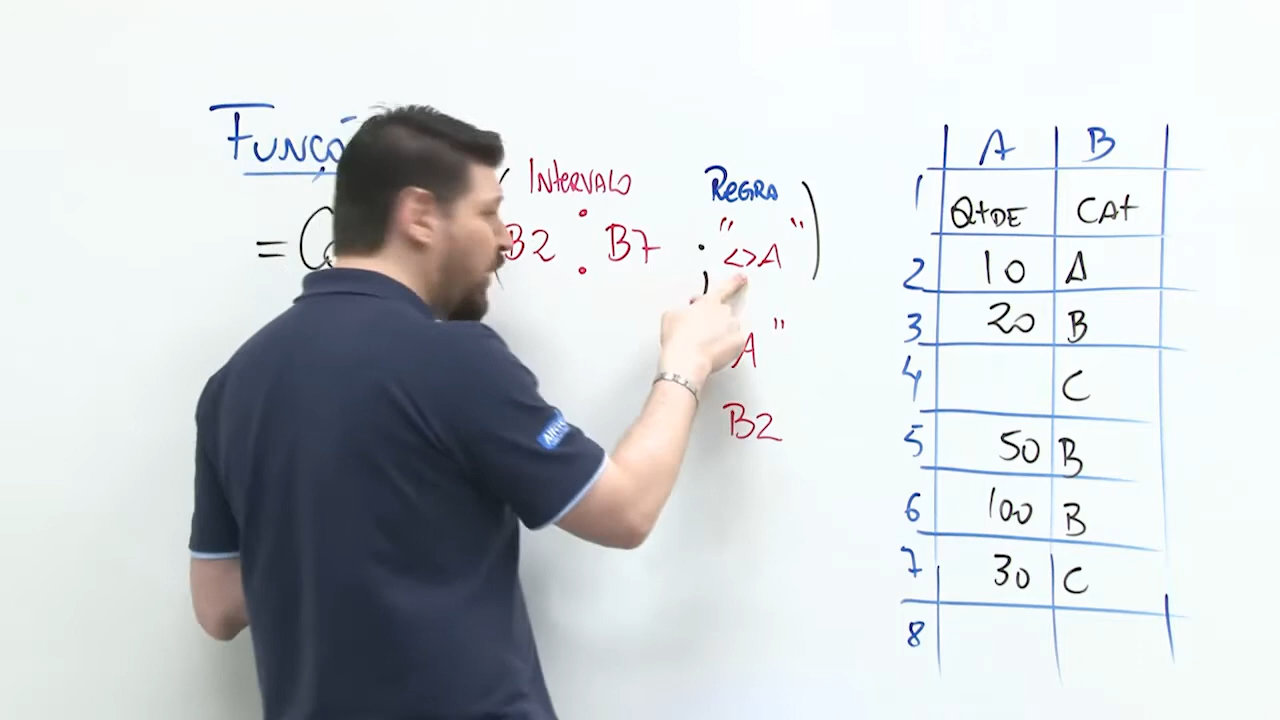 INTERVALO
REGRA
B2 : B7 ; "<>A" )
A"
B2
A B
1 QtDE CAt
2 10 A
3 20 B
4 C
5 50 B
6 100 B
7 30 C
8